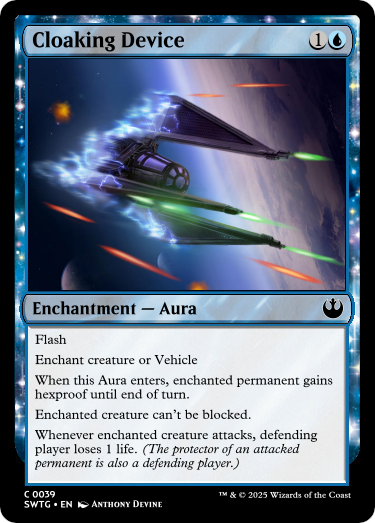 Cloaking Device 1
Enchantment — Aura
Flash
Enchant creature or Vehicle
When this Aura enters, enchanted permanent gains
hexproof until end of turn.
Enchanted creature can't be blocked.
Whenever enchanted creature attacks, defending
player loses 1 life. (The protector of an attacked
permanent is also a defending player.)
C 0039
SWTG • EN Anthony Devine
™ & © 2025 Wizards of the Coast